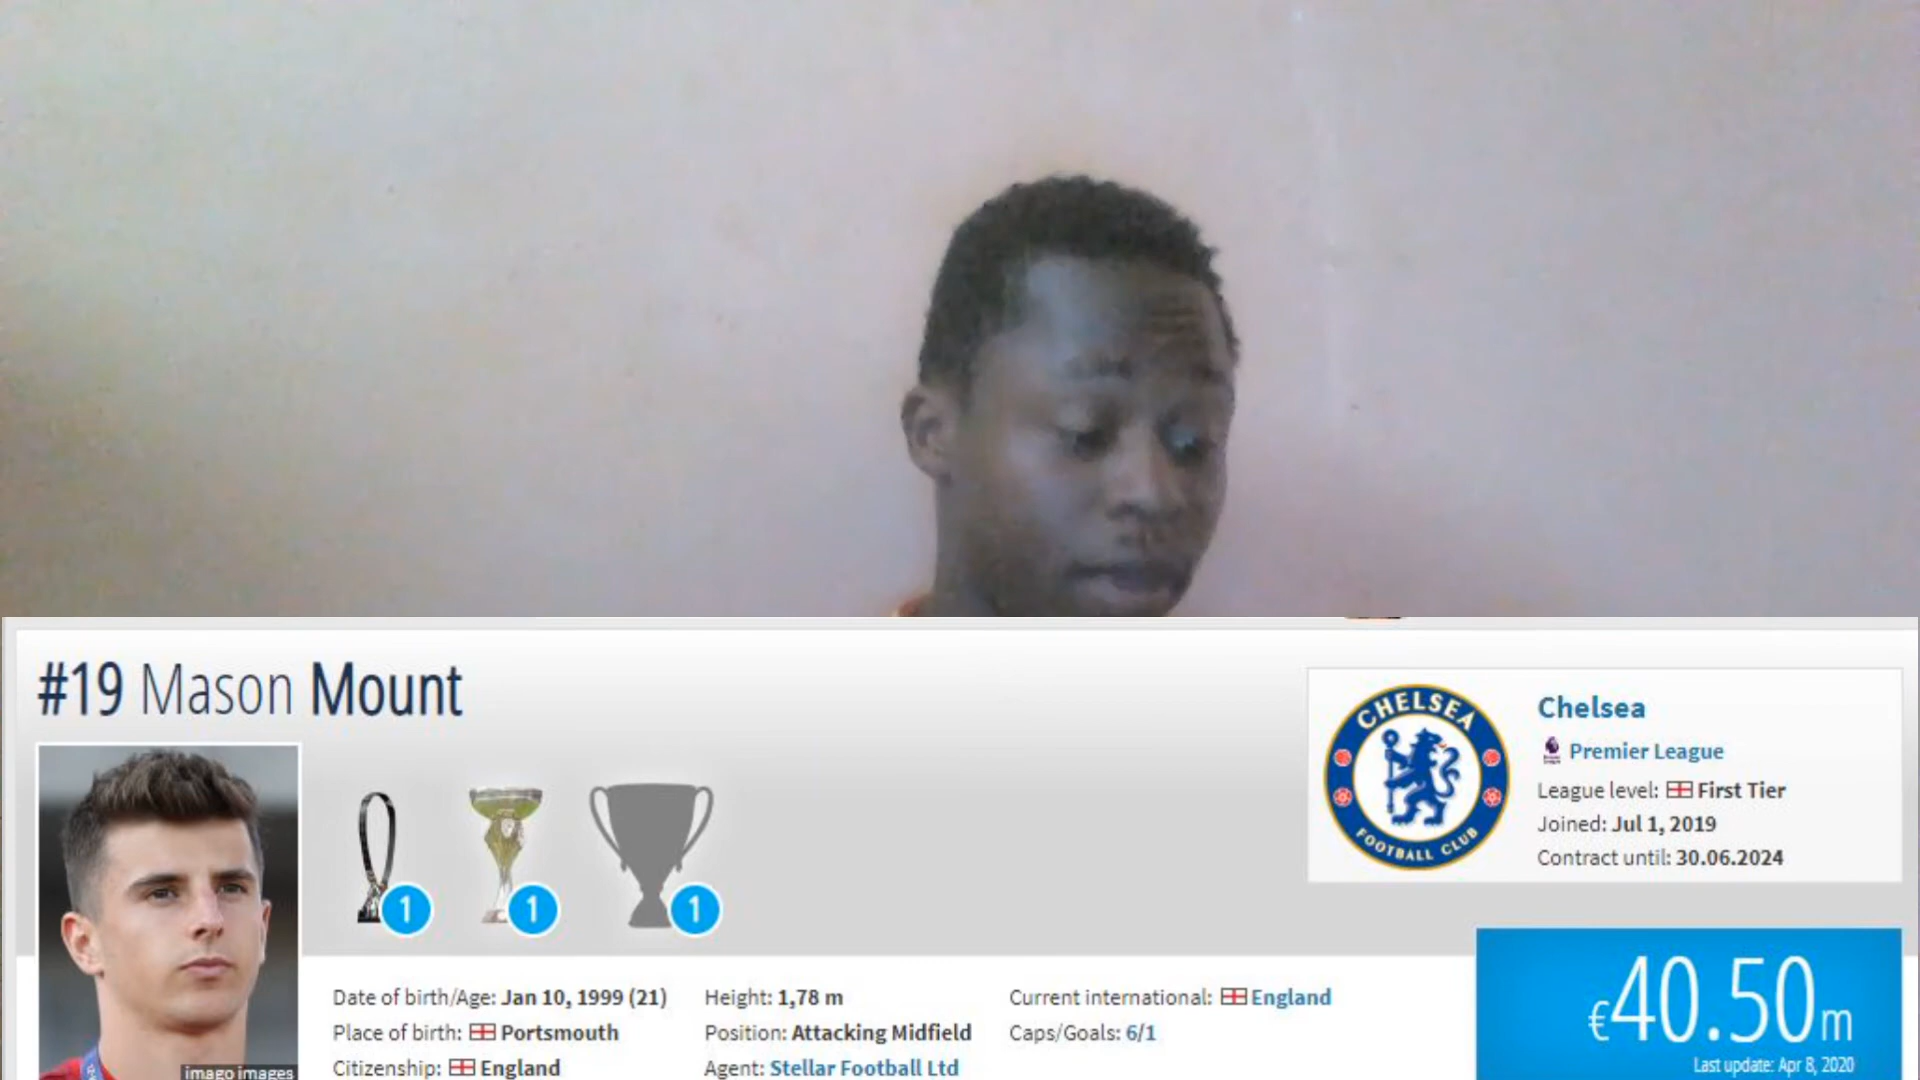 #19 Mason Mount
CHELSEA
FOOTBALL CLUB
Chelsea
Premier League
League level: First Tier
Joined: Jul 1, 2019
Contract until: 30.06.2024
1
1
1
Date of birth/Age: Jan 10, 1999 (21)
Place of birth: Portsmouth
Citizenship: England
Height: 1,78 m
Position: Attacking Midfield
Agent: Stellar Football Ltd
Current international: England
Caps/Goals: 6/1
€40.50m
Last update: Apr 8, 2020
imago images